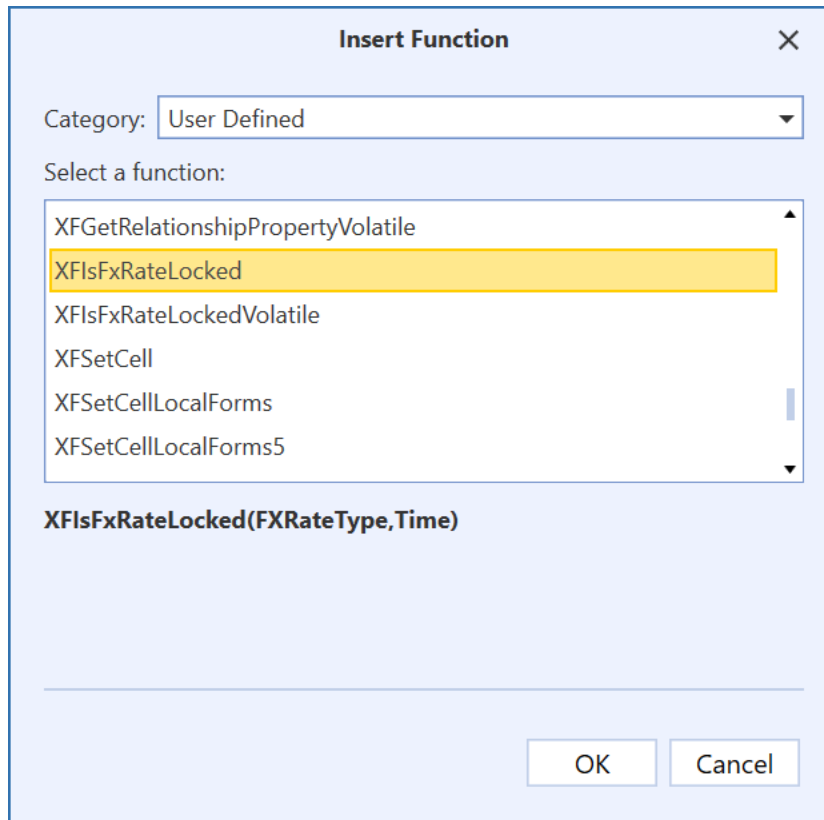 Insert Function
Category: User Defined
Select a function:
XFGetRelationshipPropertyVolatile
XFIsFxRateLocked
XFIsFxRateLockedVolatile
XFSetCell
XFSetCellLocalForms
XFSetCellLocalForms5
XFIsFxRateLocked(FXRateType,Time)
OK Cancel